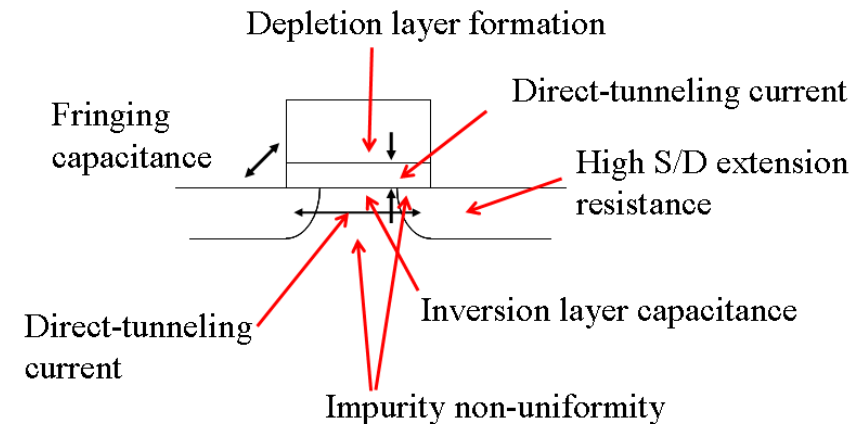 Depletion layer formation
Direct-tunneling current
Fringing
capacitance
High S/D extension
resistance
Inversion layer capacitance
Direct-tunneling
current
Impurity non-uniformity